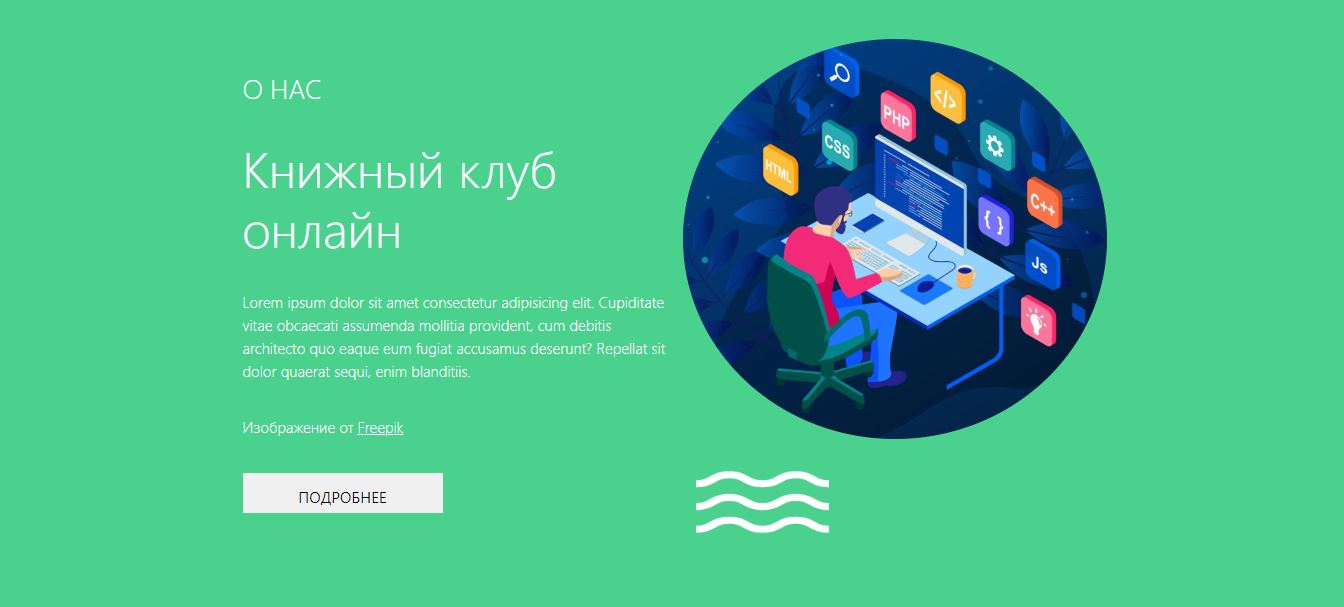 О НАС
Книжный клуб
онлайн
Lorem ipsum dolor sit amet consectetur adipisicing elit. Cupiditate
vitae obcaecati assumenda mollitia provident, cum debitis
architecto quo eaque eum fugiat accusamus deserunt? Repellat sit
dolor quaerat sequi, enim blanditiis.
Изображение от Freepik
ПОДРОБНЕЕ
</>
PHP
CSS
HTML
C++
{ }
Js